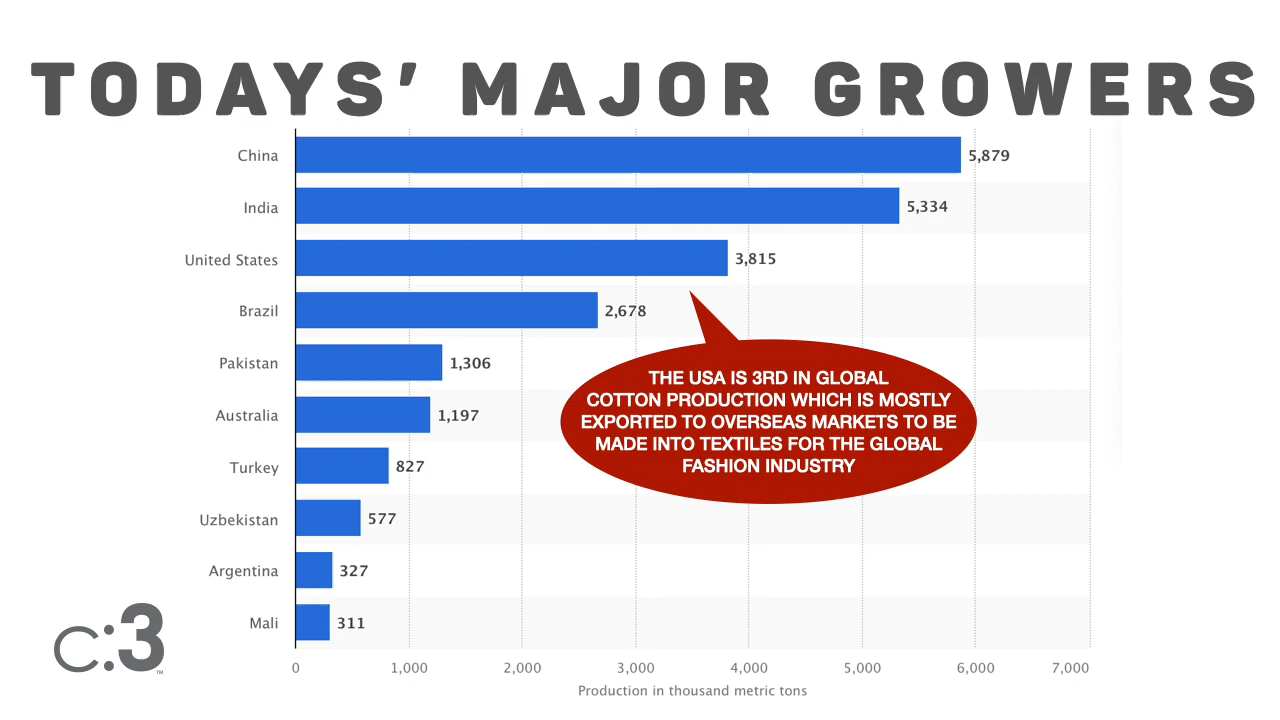 TODAYS' MAJOR GROWERS
China 5,879
India 5,334
United States 3,815
Brazil 2,678
Pakistan 1,306
Australia 1,197
Turkey 827
Uzbekistan 577
Argentina 327
Mali 311
THE USA IS 3RD IN GLOBAL
COTTON PRODUCTION WHICH IS MOSTLY
EXPORTED TO OVERSEAS MARKETS TO BE
MADE INTO TEXTILES FOR THE GLOBAL
FASHION INDUSTRY
0 1,000 2,000 3,000 4,000 5,000 6,000 7,000
Production in thousand metric tons
c:3™